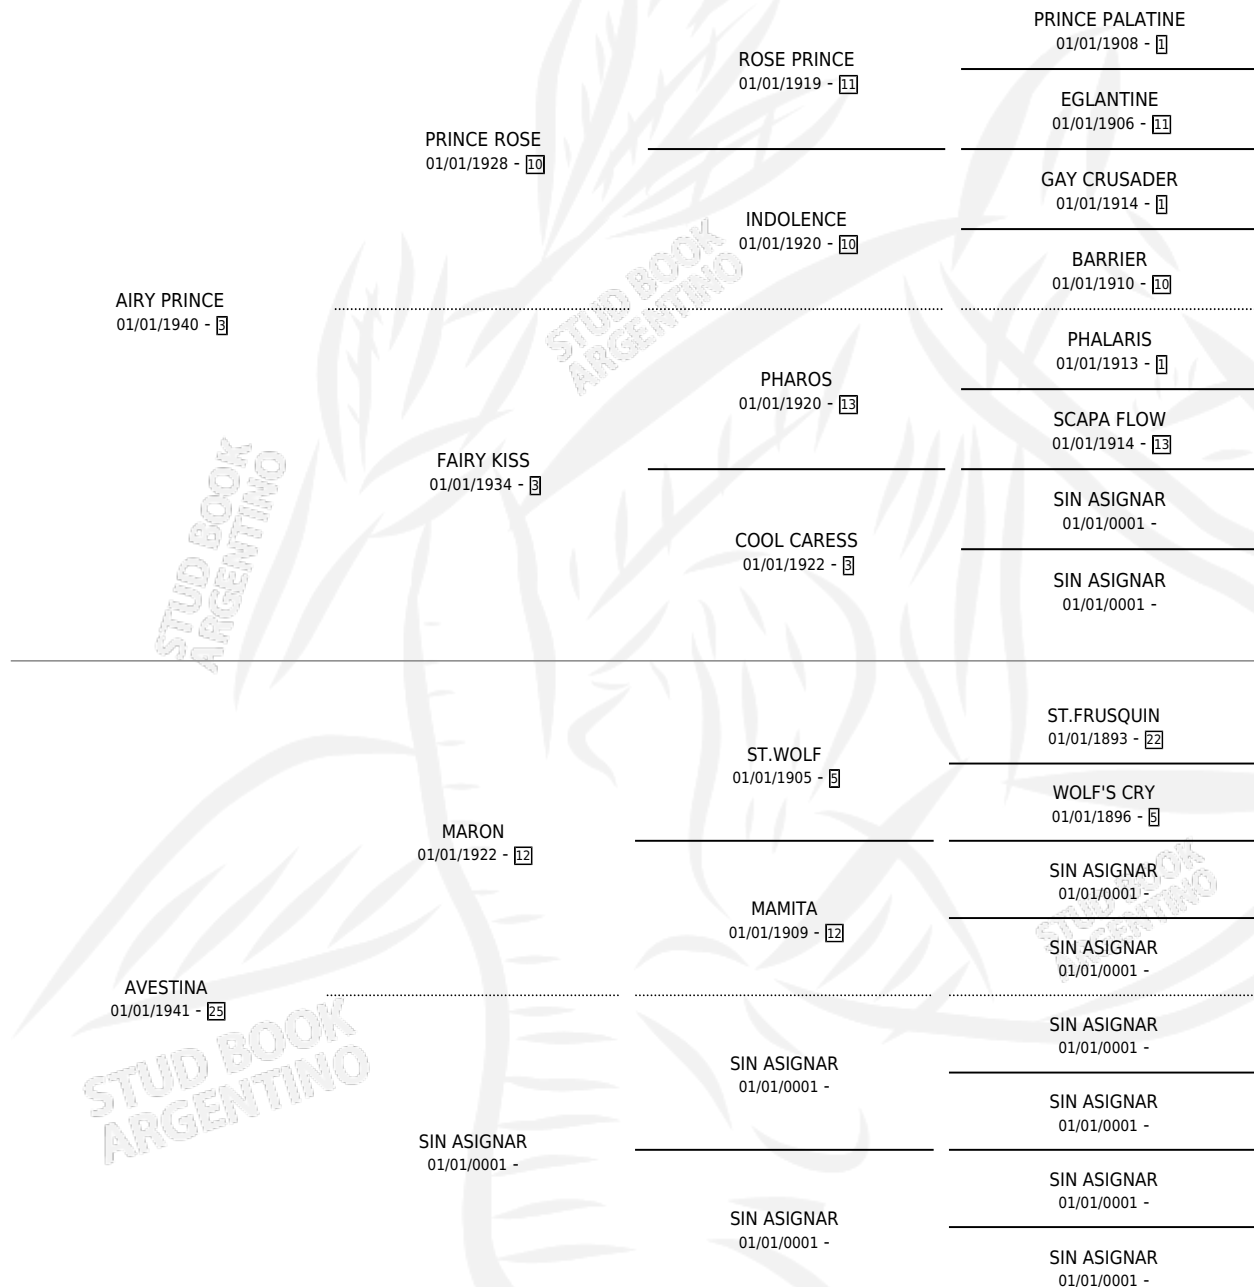 PRINCE PALATINE
01/01/1908 - 1
ROSE PRINCE
01/01/1919 - 11
EGLANTINE
01/01/1906 - 11
PRINCE ROSE
01/01/1928 - 10
GAY CRUSADER
01/01/1914 - 1
INDOLENCE
01/01/1920 - 10
BARRIER
01/01/1910 - 10
AIRY PRINCE
01/01/1940 - 3
STUD BOOK
ARGENTINO
PHALARIS
01/01/1913 - 1
PHAROS
01/01/1920 - 13
SCAPA FLOW
01/01/1914 - 13
FAIRY KISS
01/01/1934 - 3
SIN ASIGNAR
01/01/0001 -
COOL CARESS
01/01/1922 - 3
SIN ASIGNAR
01/01/0001 -
STUD BOOK
ARGENTINO
ST.FRUSQUIN
01/01/1893 - 22
ST.WOLF
01/01/1905 - 5
WOLF'S CRY
01/01/1896 - 5
MARON
01/01/1922 - 12
SIN ASIGNAR
01/01/0001 -
MAMITA
01/01/1909 - 12
SIN ASIGNAR
01/01/0001 -
STUD BOOK
ARGENTINO
AVESTINA
01/01/1941 - 25
SIN ASIGNAR
01/01/0001 -
SIN ASIGNAR
01/01/0001 -
SIN ASIGNAR
01/01/0001 -
STUD BOOK
ARGENTINO
SIN ASIGNAR
01/01/0001 -
SIN ASIGNAR
01/01/0001 -
SIN ASIGNAR
01/01/0001 -
SIN ASIGNAR
01/01/0001 -